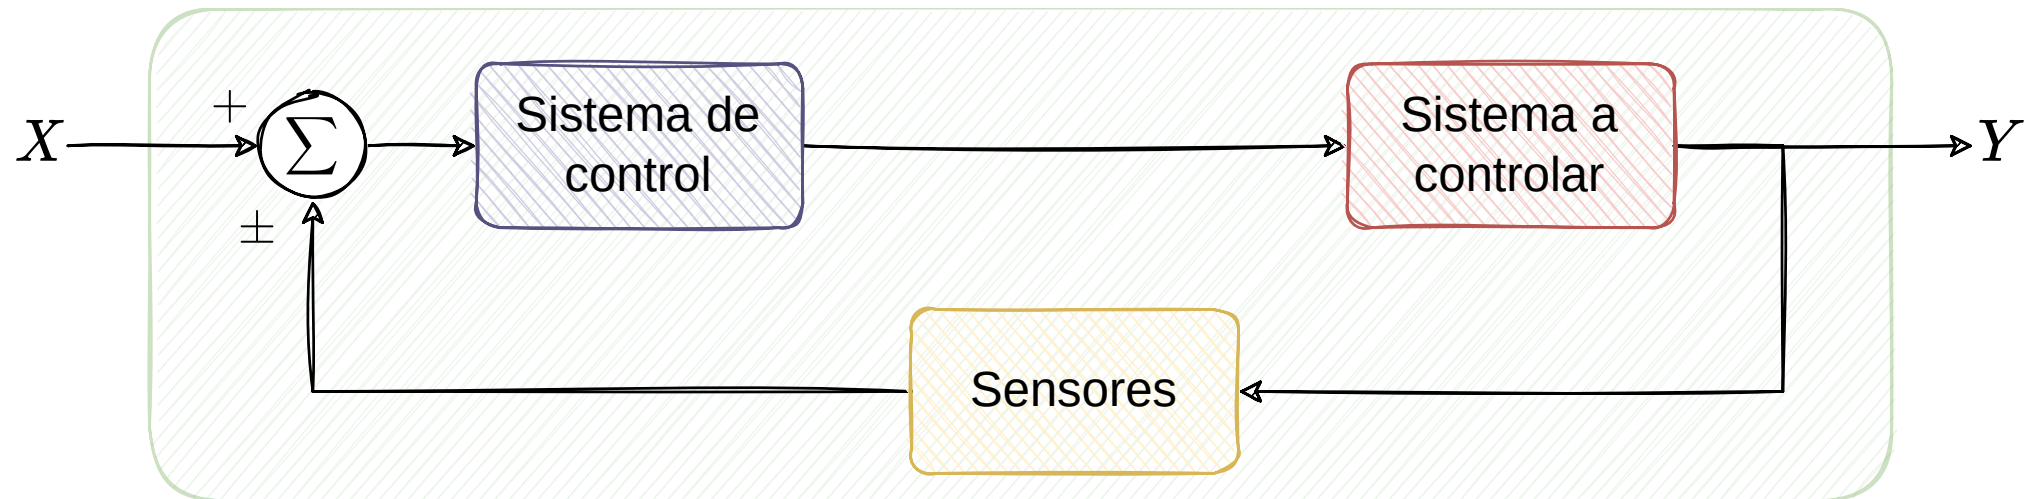 +
X
Σ
Sistema de
control
Sistema a
controlar
Y
±
Sensores